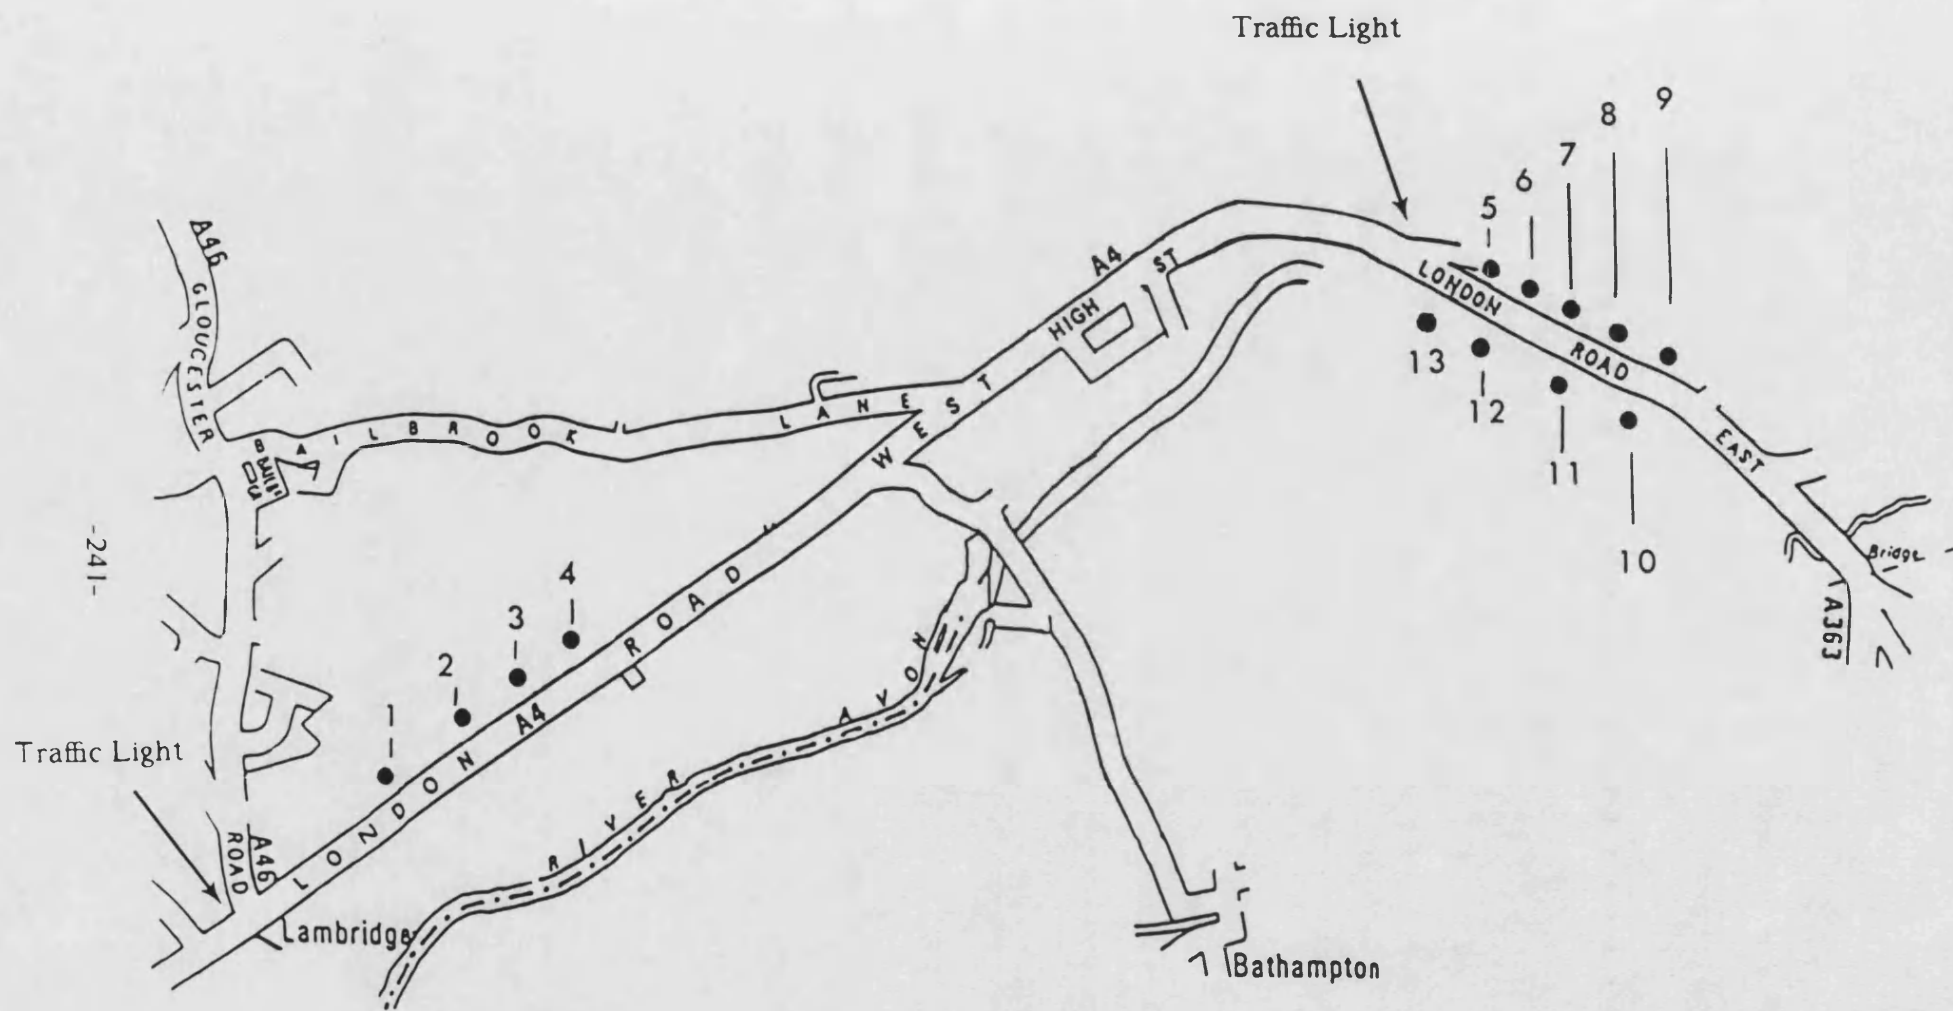 Traffic Light
5
6
7
8
9
A46
GLOUCESTER
A4
HIGH
ST
LONDON
ROAD
EAST
13
12
11
10
BAILBROOK
LANE
WEST
Bridge
A363
-241-
1
2
3
4
LONDON
A4
ROAD
Traffic Light
ROAD
A46
RIVER
AVON
Lambridge
Bathampton